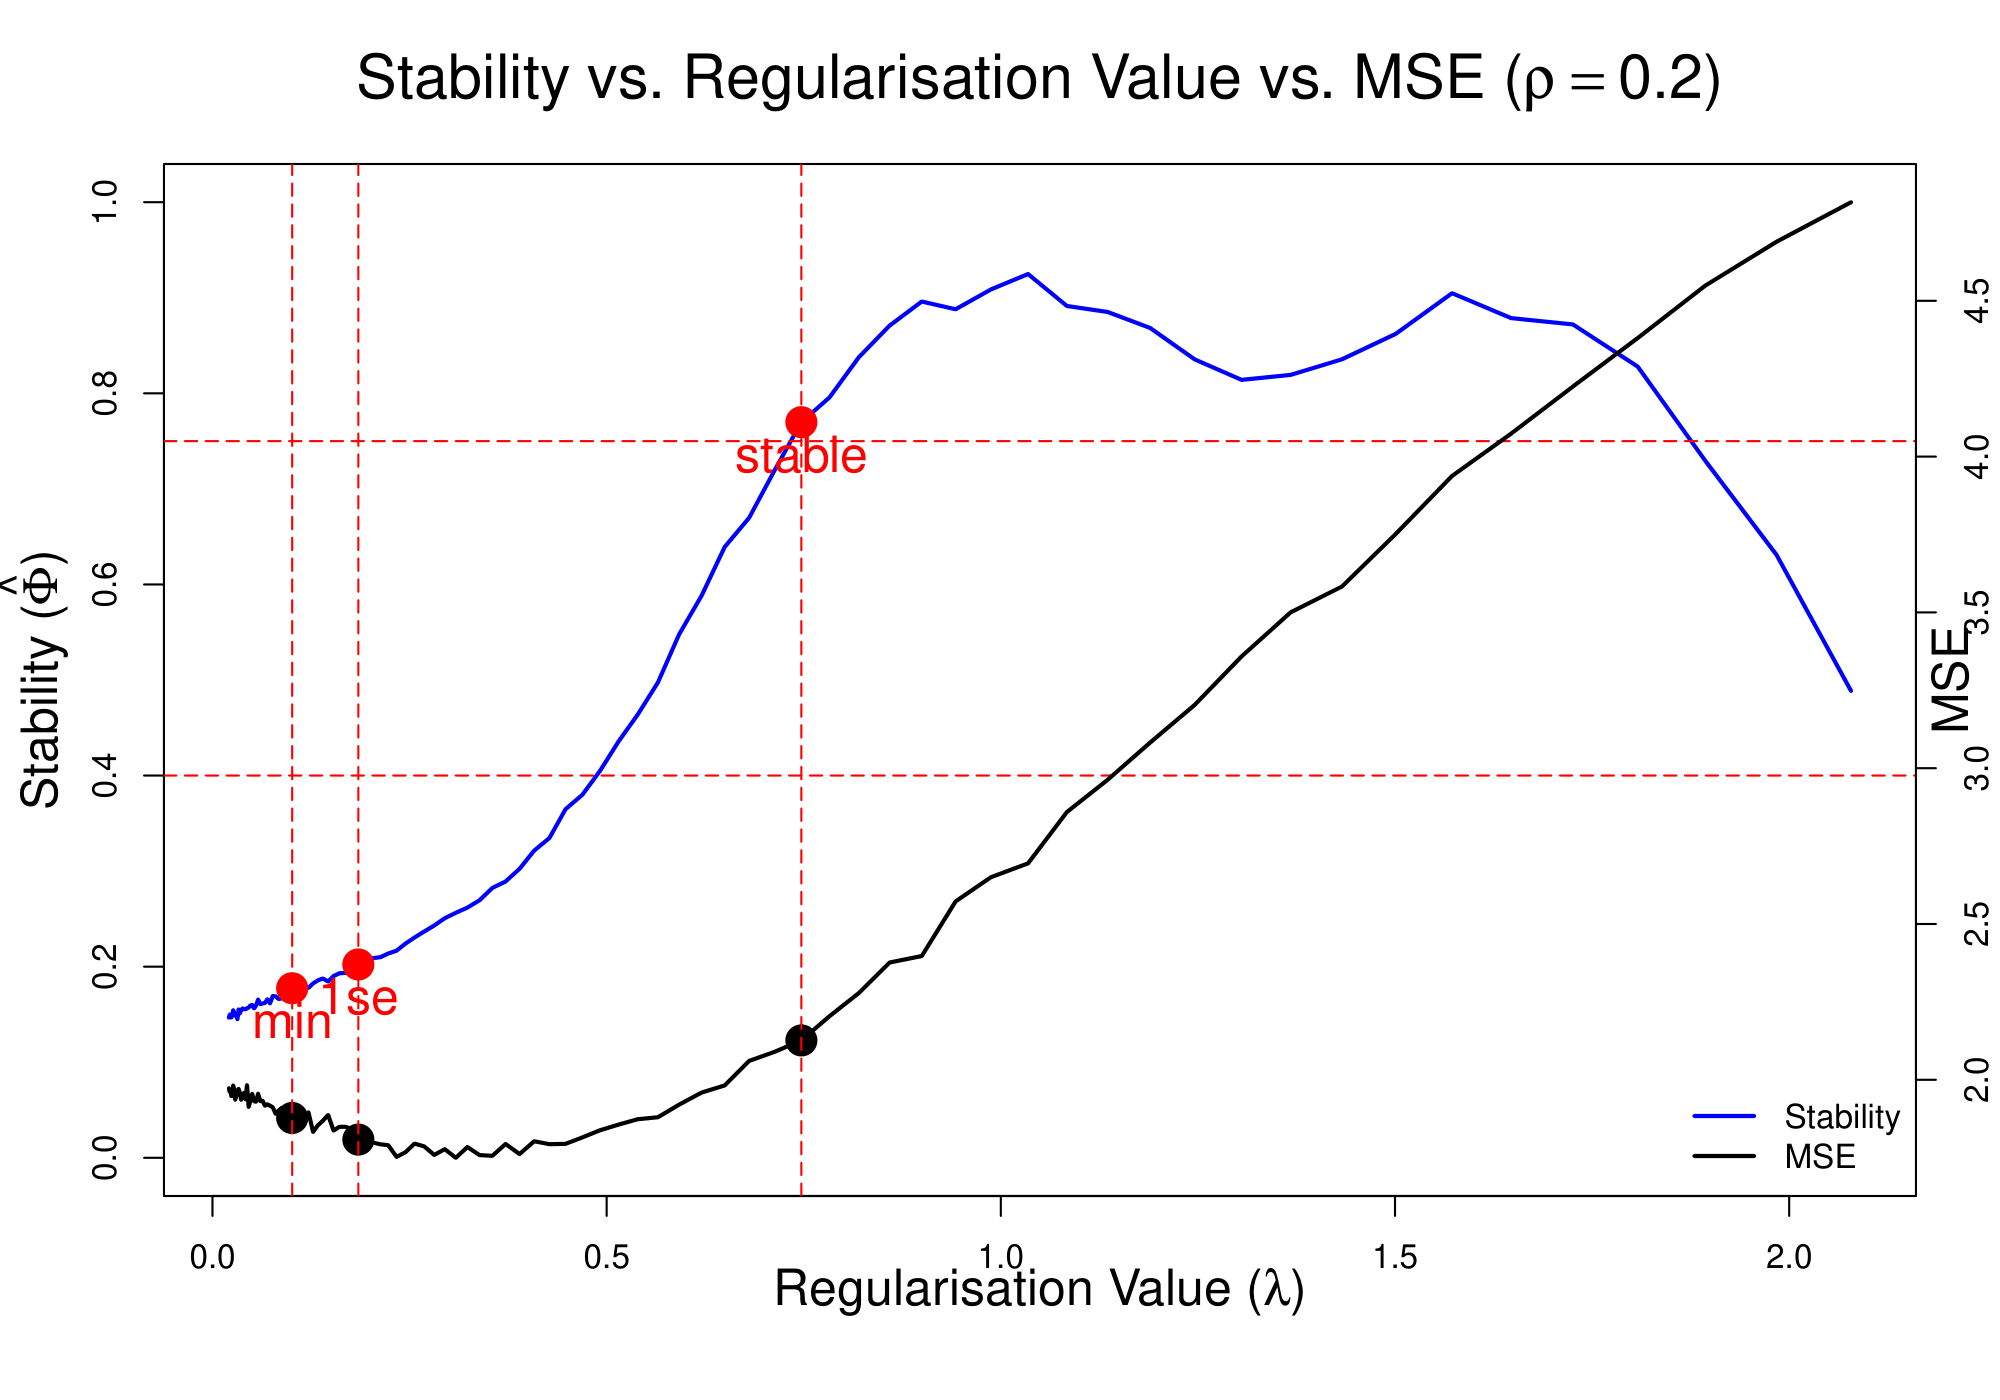 Stability vs. Regularisation Value vs. MSE (ρ = 0.2)
Stability (Φ̂)
1.0
0.8
0.6
0.4
0.2
0.0
stable
1se
min
4.5
4.0
3.5
3.0
2.5
2.0
MSE
Stability
MSE
0.0 0.5 1.0 1.5 2.0
Regularisation Value (λ)